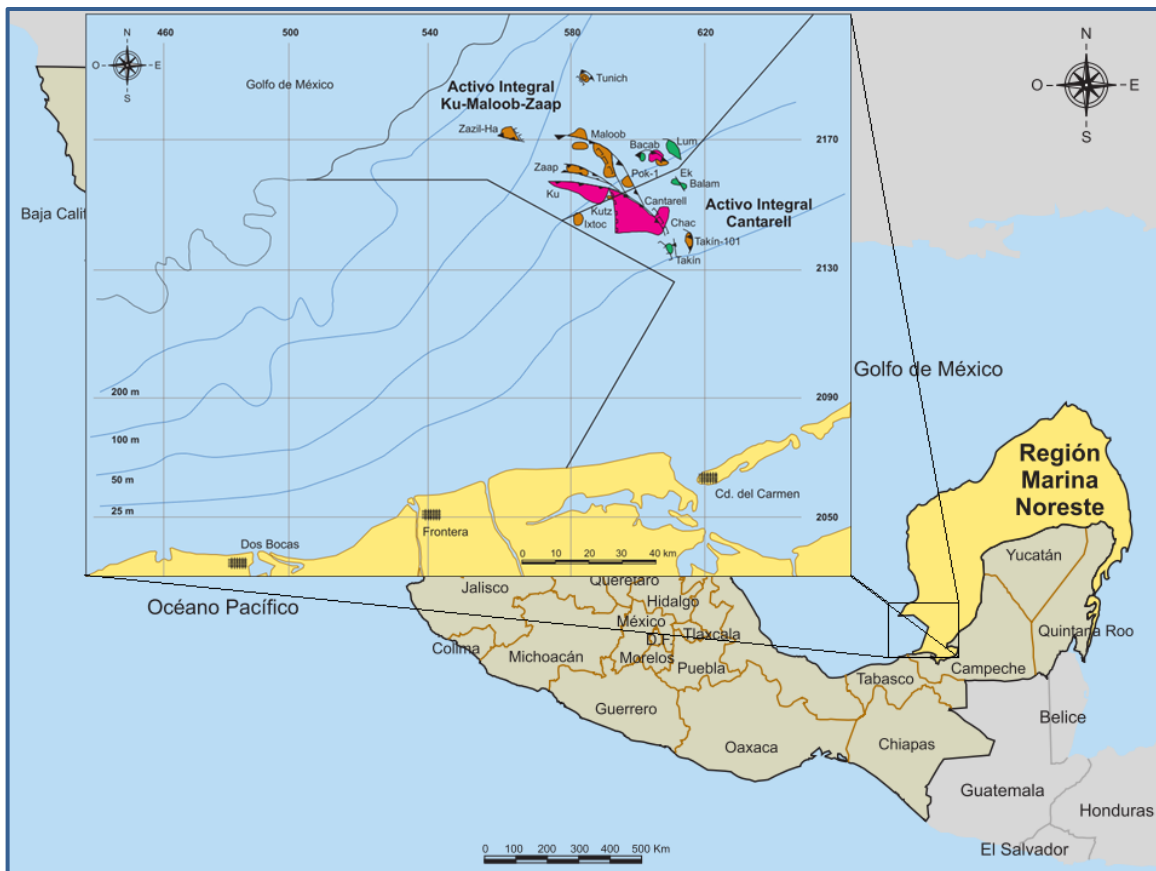 N
460
500
540
580
620
O
E
S
Golfo de México
Activo Integral
Ku-Maloob-Zaap
Tunich
Zazil-Ha
Maloob
Bacab
Lum
2170
Zaap
Pok-1
Ek
Balam
Ku
Kutz
Cantarell
Activo Integral
Cantarell
Ixtoc
Chac
Takín-101
Takín
2130
200 m
2090
100 m
50 m
25 m
Cd. del Carmen
2050
Frontera
Dos Bocas
0 10 20 30 40 km
N
O
E
S
Baja Calif
Golfo de México
Región
Marina
Noreste
Yucatán
Quintana Roo
Campeche
Tabasco
Belice
Océano Pacífico
Jalisco
Querétaro
Hidalgo
México
D.F.
Tlaxcala
Colima
Michoacán
Morelos
Puebla
Guerrero
Oaxaca
Chiapas
Guatemala
Honduras
El Salvador
0 100 200 300 400 500 Km